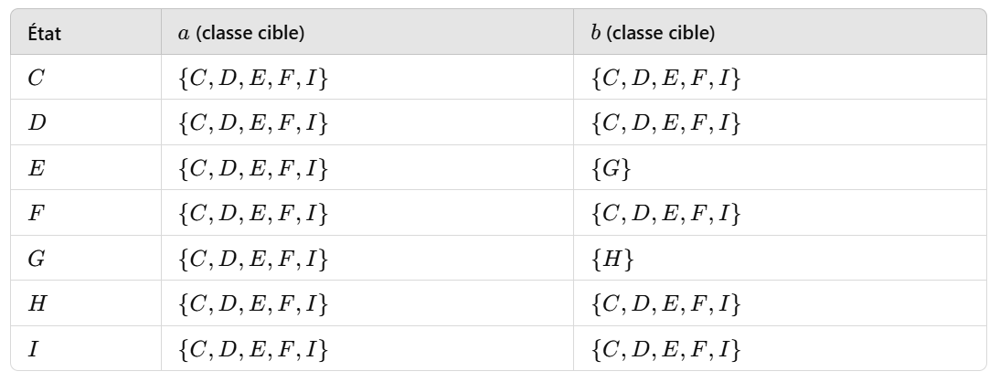 État a (classe cible) b (classe cible)
C {C, D, E, F, I} {C, D, E, F, I}
D {C, D, E, F, I} {C, D, E, F, I}
E {C, D, E, F, I} {G}
F {C, D, E, F, I} {C, D, E, F, I}
G {C, D, E, F, I} {H}
H {C, D, E, F, I} {C, D, E, F, I}
I {C, D, E, F, I} {C, D, E, F, I}